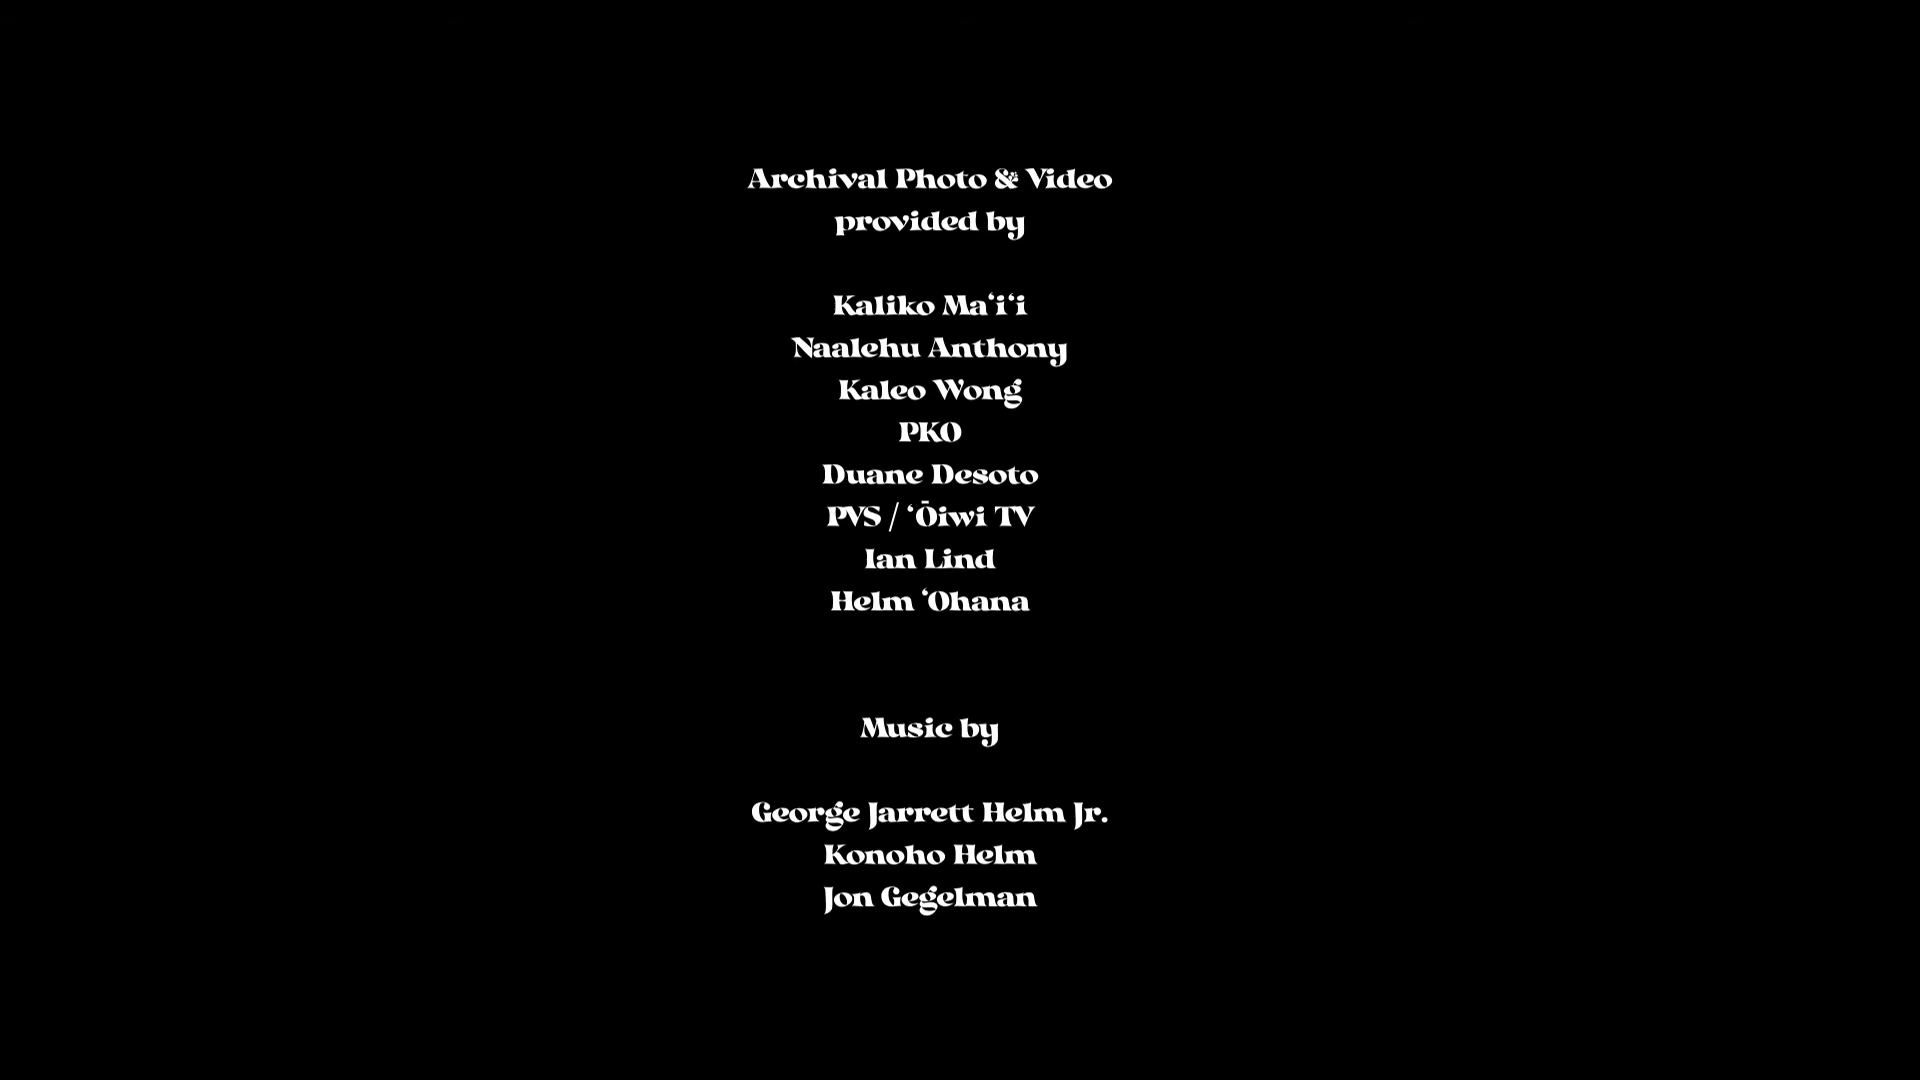 Archival Photo & Video
provided by
Kaliko Maʻiʻi
Naalehu Anthony
Kaleo Wong
PKO
Duane Desoto
PVS / ʻŌiwi TV
Ian Lind
Helm ʻOhana
Music by
George Jarrett Helm Jr.
Konoho Helm
Jon Gegelman